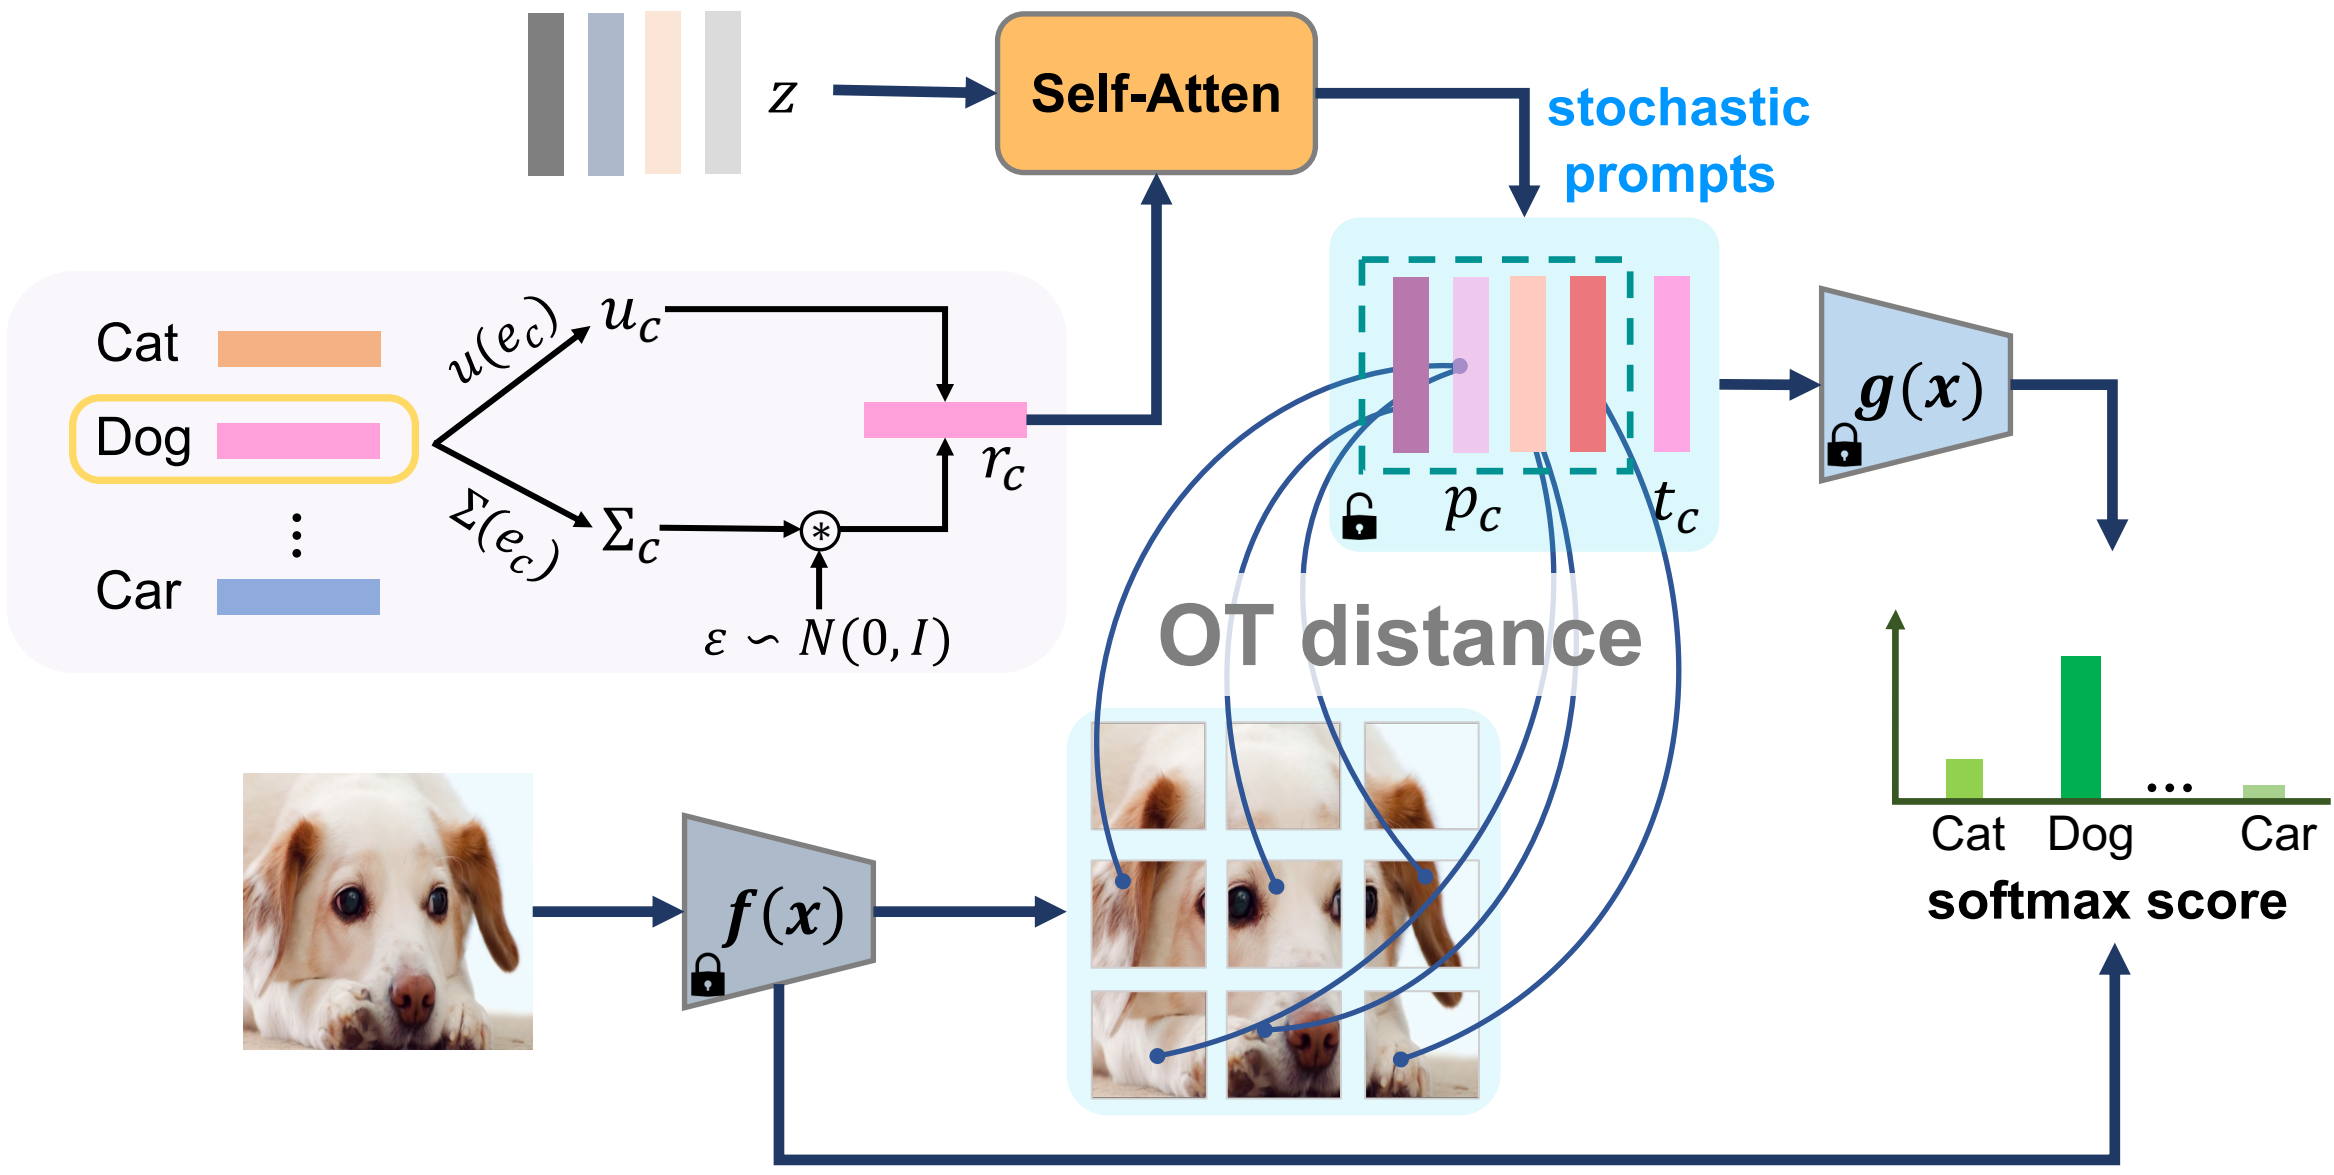 z
Self-Atten
stochastic
prompts
Cat
Dog
⋮
Car
u(e_c)
Σ(e_c)
u_c
Σ_c
*
ε ∽ N(0, I)
r_c
p_c
t_c
g(x)
OT distance
f(x)
...
Cat Dog Car
softmax score